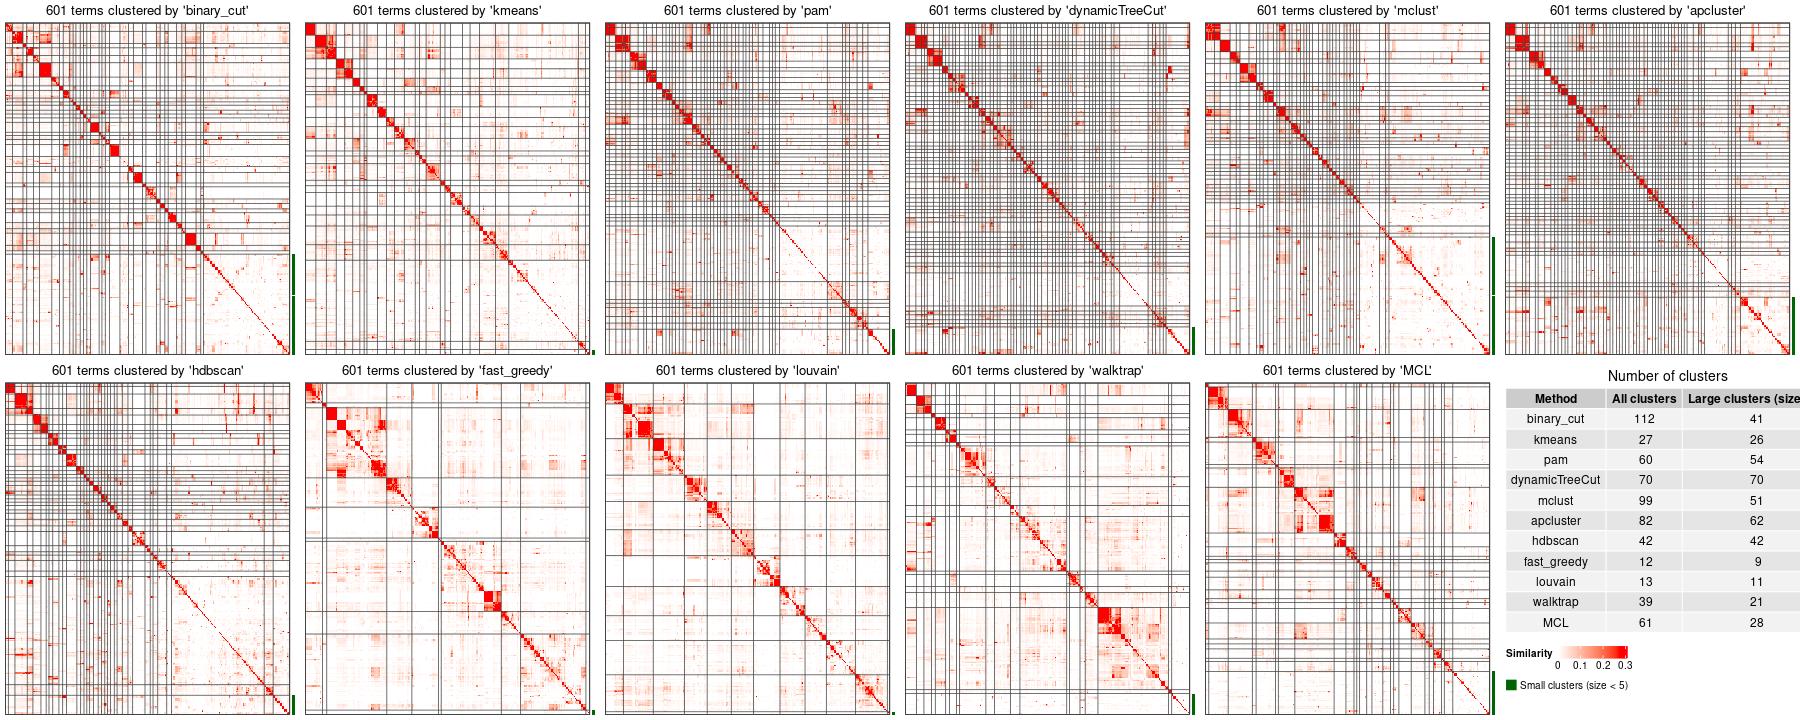 601 terms clustered by 'binary_cut'
601 terms clustered by 'kmeans'
601 terms clustered by 'pam'
601 terms clustered by 'dynamicTreeCut'
601 terms clustered by 'mclust'
601 terms clustered by 'apcluster'
601 terms clustered by 'hdbscan'
601 terms clustered by 'fast_greedy'
601 terms clustered by 'louvain'
601 terms clustered by 'walktrap'
601 terms clustered by 'MCL'
Number of clusters
Method All clusters Large clusters (size
binary_cut 112 41
kmeans 27 26
pam 60 54
dynamicTreeCut 70 70
mclust 99 51
apcluster 82 62
hdbscan 42 42
fast_greedy 12 9
louvain 13 11
walktrap 39 21
MCL 61 28
Similarity
0 0.1 0.2 0.3
Small clusters (size < 5)